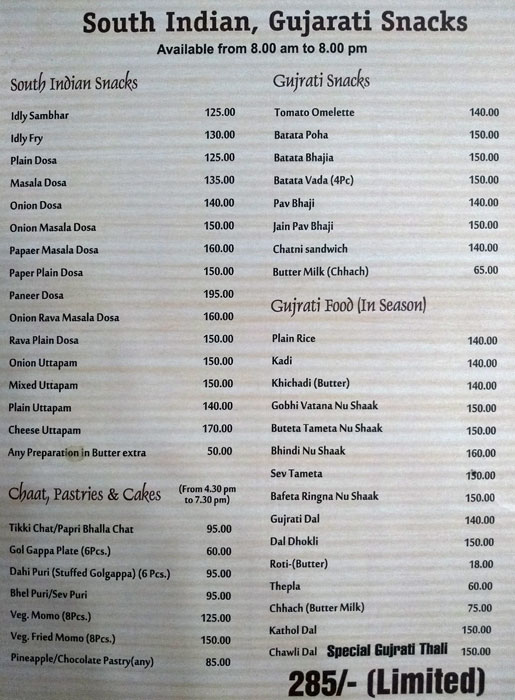 South Indian, Gujarati Snacks
Available from 8.00 am to 8.00 pm
South Indian Snacks
Idly Sambhar 125.00
Idly Fry 130.00
Plain Dosa 125.00
Masala Dosa 135.00
Onion Dosa 140.00
Onion Masala Dosa 150.00
Papaer Masala Dosa 160.00
Paper Plain Dosa 150.00
Paneer Dosa 195.00
Onion Rava Masala Dosa 160.00
Rava Plain Dosa 150.00
Onion Uttapam 150.00
Mixed Uttapam 150.00
Plain Uttapam 140.00
Cheese Uttapam 170.00
Any Preparation in Butter extra 50.00
Chaat, Pastries & Cakes (From 4.30 pm
to 7.30 pm)
Tikki Chat/Papri Bhalla Chat 95.00
Gol Gappa Plate (6Pcs.) 60.00
Dahi Puri (Stuffed Golgappa) (6 Pcs.) 95.00
Bhel Puri/Sev Puri 95.00
Veg. Momo (8Pcs.) 125.00
Veg. Fried Momo (8Pcs.) 150.00
Pineapple/Chocolate Pastry(any) 85.00
Gujrati Snacks
Tomato Omelette 140.00
Batata Poha 150.00
Batata Bhajia 150.00
Batata Vada (4Pc) 150.00
Pav Bhaji 140.00
Jain Pav Bhaji 150.00
Chatni sandwich 140.00
Butter Milk (Chhach) 65.00
Gujrati Food (In Season)
Plain Rice 140.00
Kadi 140.00
Khichadi (Butter) 140.00
Gobhi Vatana Nu Shaak 150.00
Buteta Tameta Nu Shaak 150.00
Bhindi Nu Shaak 160.00
Sev Tameta
Bafeta Ringna Nu Shaak 150.00
Gujrati Dal 140.00
Dal Dhokli 150.00
Roti-(Butter) 18.00
Thepla 60.00
Chhach (Butter Milk) 75.00
Kathol Dal 150.00
Chawli Dal 150.00
Special Gujrati Thali
285/- (Limited)